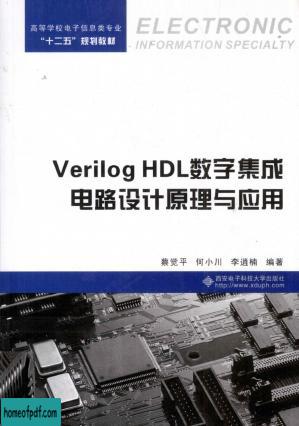 高等学校电子信息类专业
“十二五”规划教材
ELECTRONIC
INFORMATION SPECIALTY
Verilog HDL数字集成
电路设计原理与应用
蔡觉平 何小川 李逍楠 编著
西安电子科技大学出版社
http://www.xduph.com
homeofpdf.com